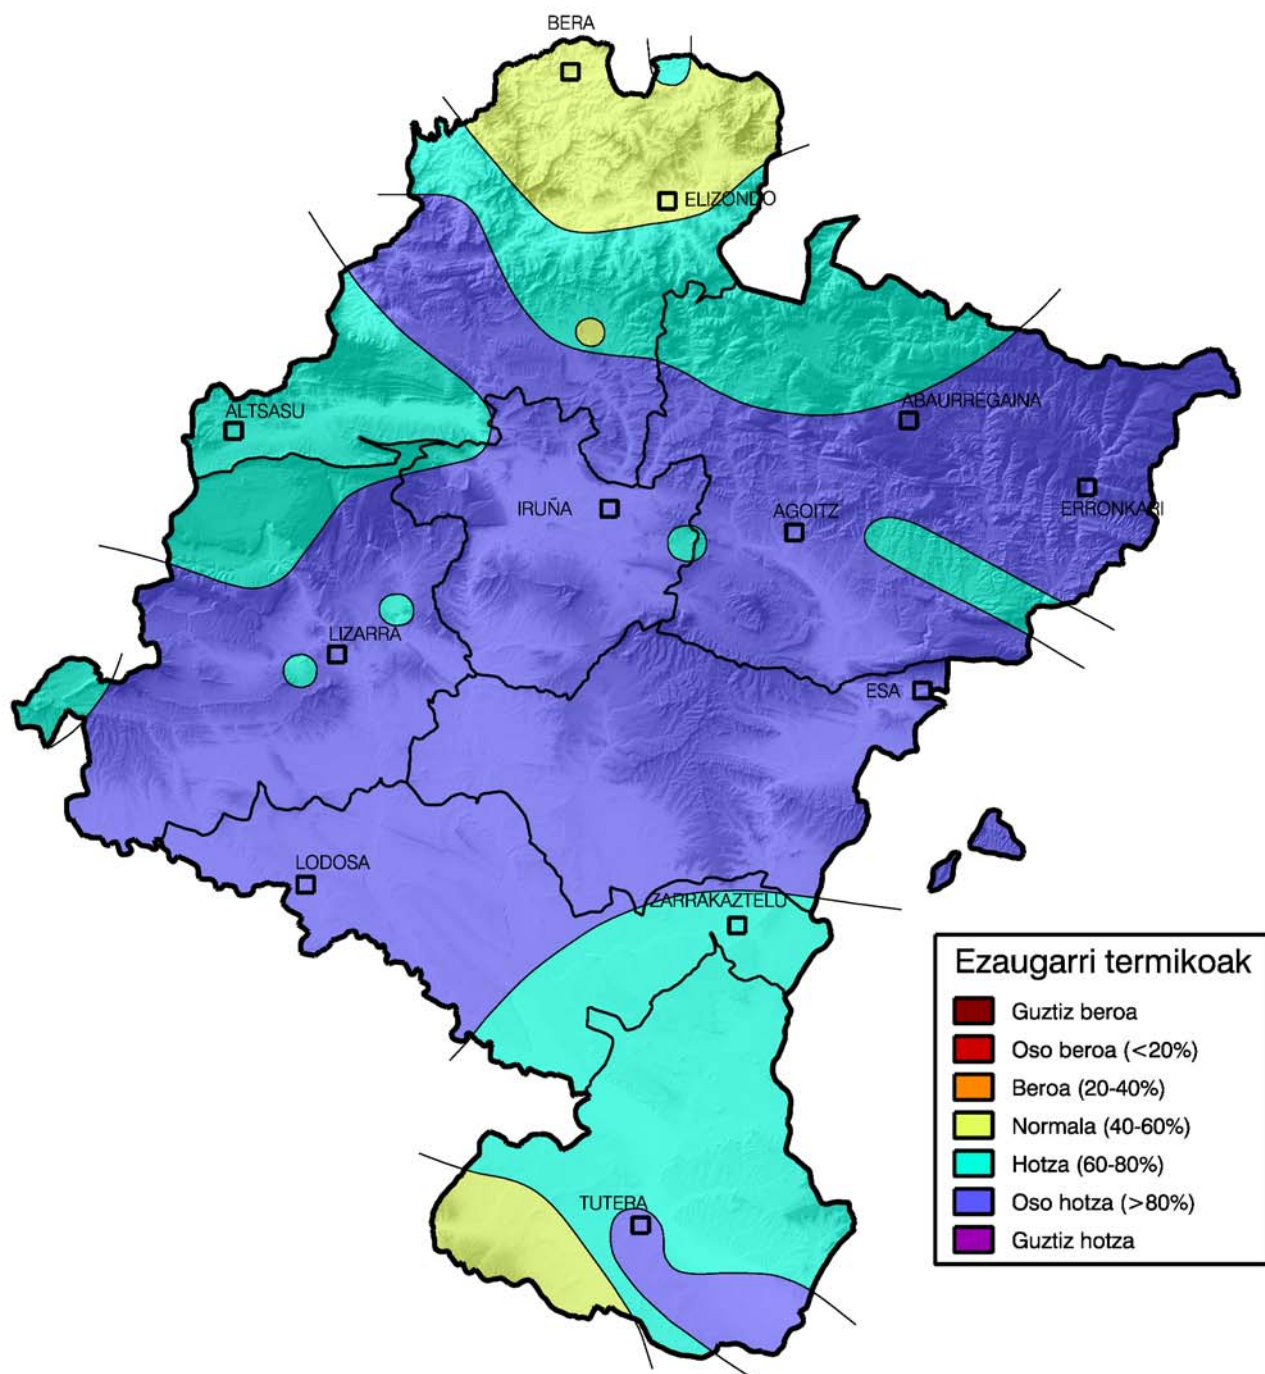 BERA
ELIZONDO
ALTSASU
ABAURREGAINA
IRUÑA
AGOITZ
ERRONKARI
LIZARRA
ESA
LODOSA
ZARRAKAZTELU
TUTERA
Ezaugarri termikoak
Guztiz beroa
Oso beroa (<20%)
Beroa (20-40%)
Normala (40-60%)
Hotza (60-80%)
Oso hotza (>80%)
Guztiz hotza